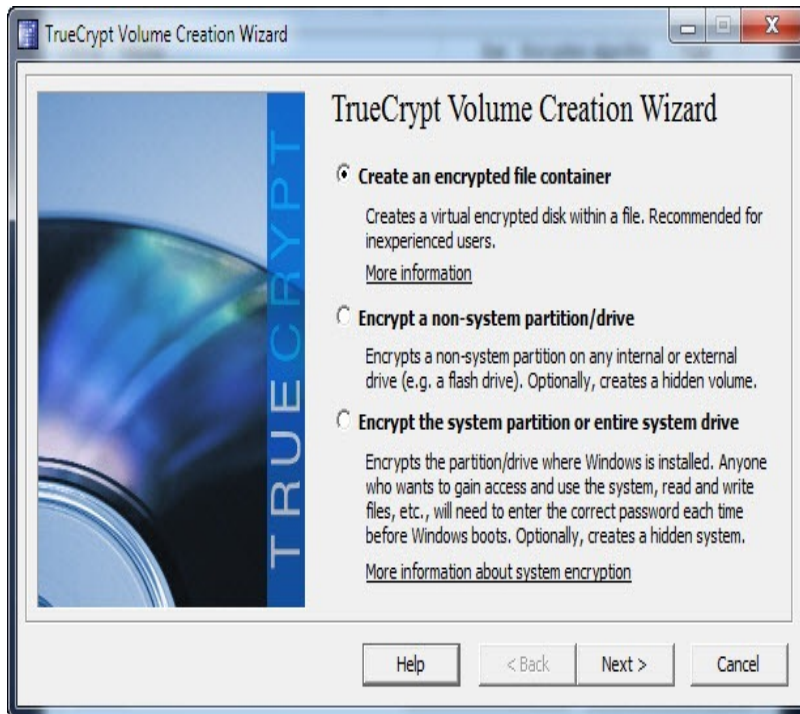 TrueCrypt Volume Creation Wizard
TRUECRYPT
TrueCrypt Volume Creation Wizard
Create an encrypted file container
Creates a virtual encrypted disk within a file. Recommended for
inexperienced users.
More information
Encrypt a non-system partition/drive
Encrypts a non-system partition on any internal or external
drive (e.g. a flash drive). Optionally, creates a hidden volume.
Encrypt the system partition or entire system drive
Encrypts the partition/drive where Windows is installed. Anyone
who wants to gain access and use the system, read and write
files, etc., will need to enter the correct password each time
before Windows boots. Optionally, creates a hidden system.
More information about system encryption
Help < Back Next > Cancel